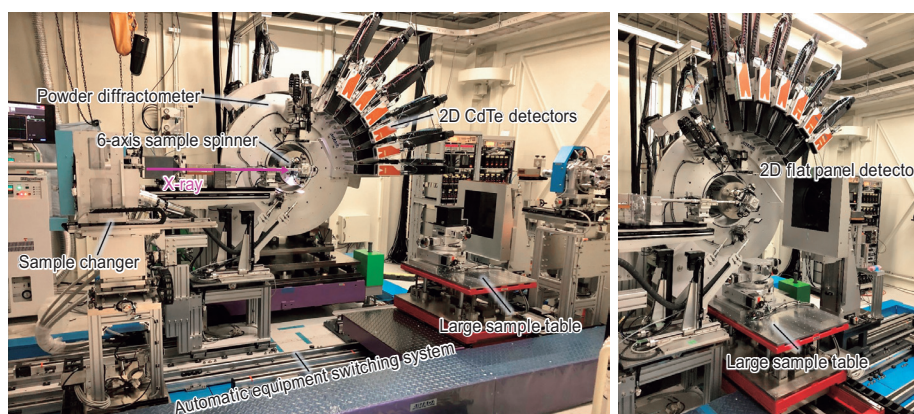 Powder diffractometer
2D CdTe detectors
6-axis sample spinner
X-ray
Sample changer
Large sample table
Automatic equipment switching system
2D flat panel detecto
Large sample table